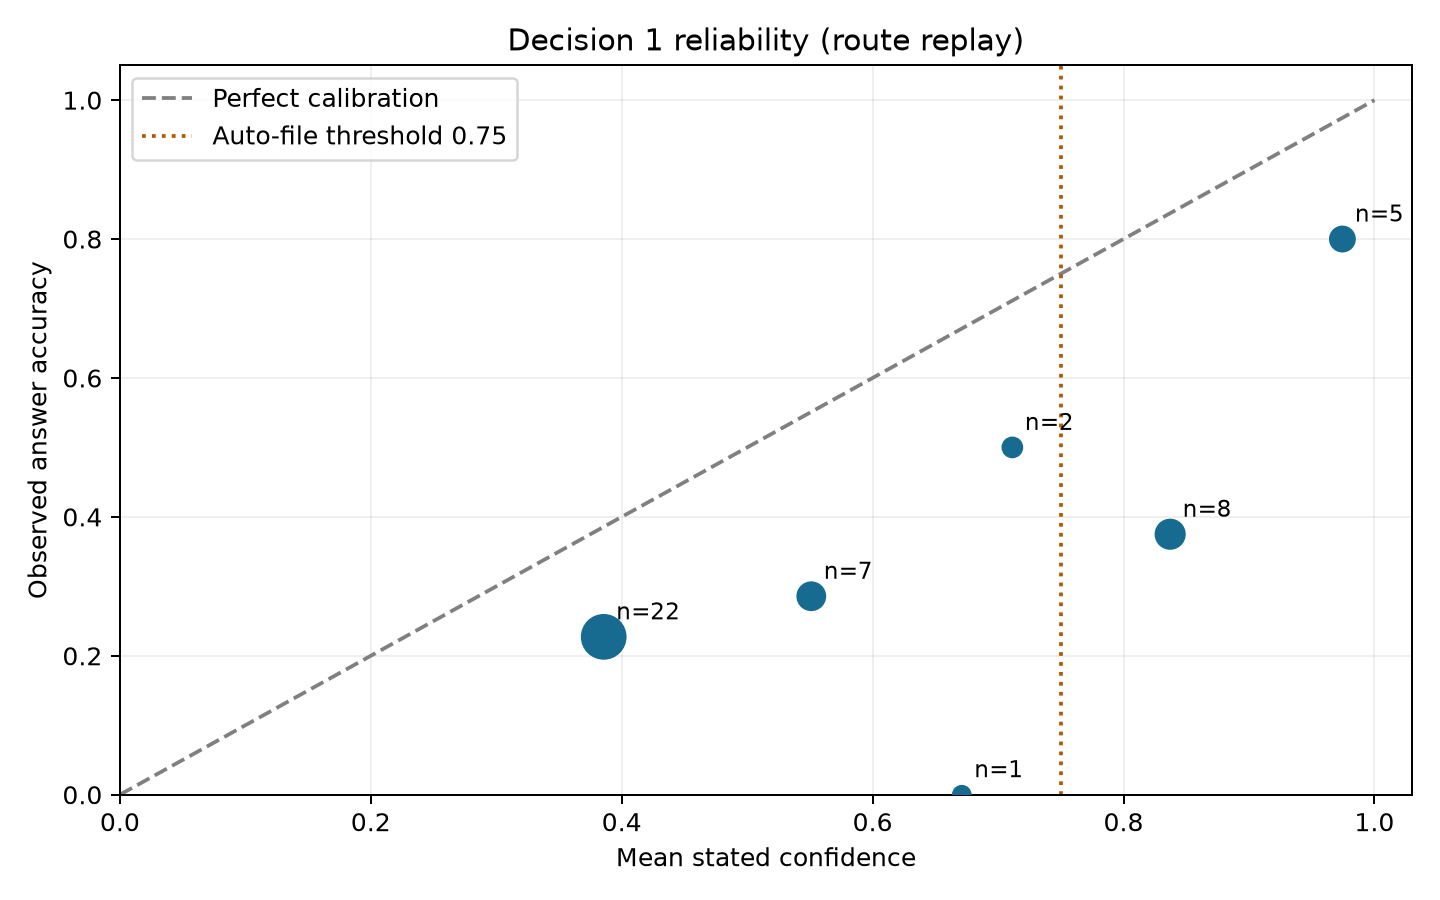 Decision 1 reliability (route replay)
Perfect calibration
Auto-file threshold 0.75
Observed answer accuracy
1.0
0.8
0.6
0.4
0.2
0.0
n=5
n=2
n=8
n=7
n=22
n=1
0.0 0.2 0.4 0.6 0.8 1.0
Mean stated confidence